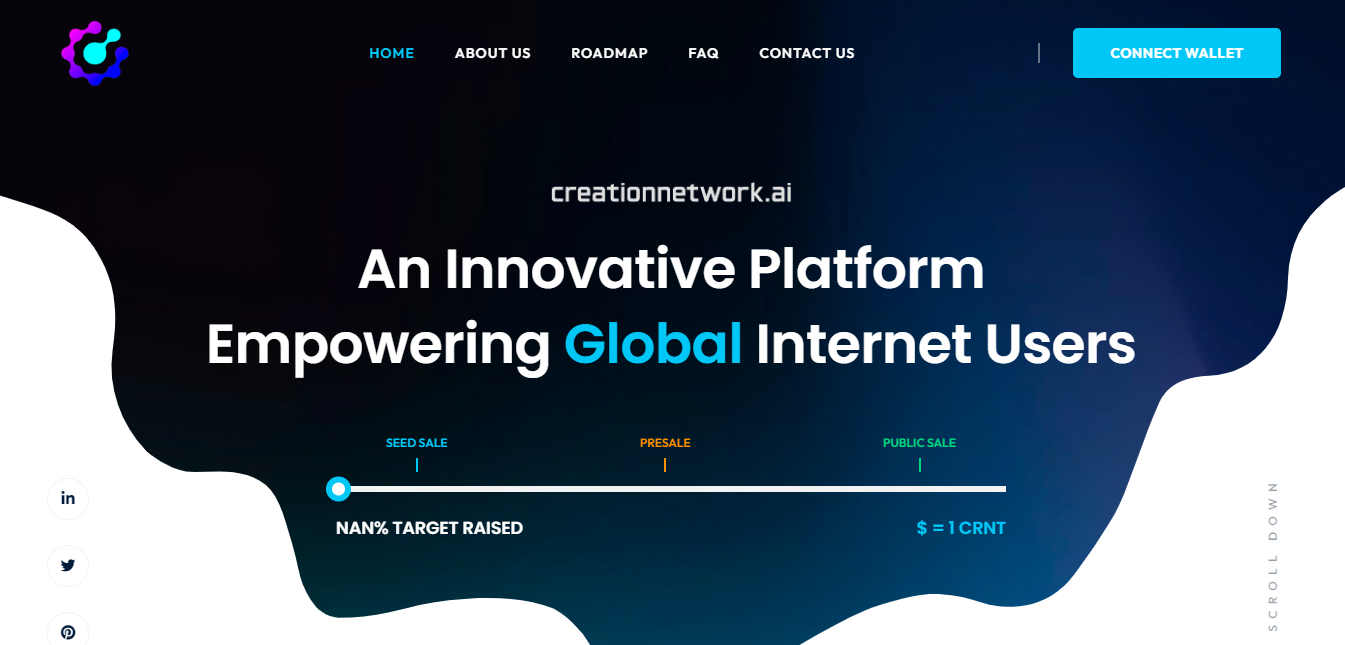 HOME ABOUT US ROADMAP FAQ CONTACT US CONNECT WALLET
creationnetwork.ai
An Innovative Platform
Empowering Global Internet Users
SEED SALE PRESALE PUBLIC SALE
NAN% TARGET RAISED $ = 1 CRNT
in
SCROLL DOWN